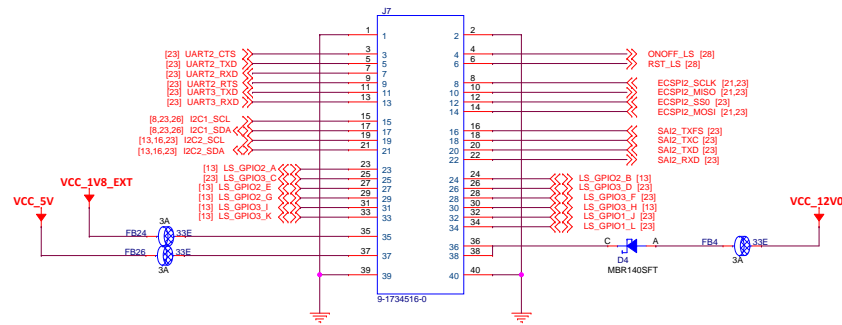 J7
1 1 2 2
[23] UART2_CTS 3 3 4 4 ONOFF_LS [28]
[23] UART2_TXD 5 5 6 6 RST_LS [28]
[23] UART2_RXD 7 7
[23] UART2_RTS 9 9 8 8 ECSPI2_SCLK [21,23]
[23] UART3_TXD 11 11 10 10 ECSPI2_MISO [21,23]
[23] UART3_RXD 13 13 12 12 ECSPI2_SS0 [23]
14 14 ECSPI2_MOSI [21,23]
[8,23,26] I2C1_SCL 15 15
[8,23,26] I2C1_SDA 17 17 16 16 SAI2_TXFS [23]
[13,16,23] I2C2_SCL 19 19 18 18 SAI2_TXC [23]
[13,16,23] I2C2_SDA 21 21 20 20 SAI2_TXD [23]
22 22 SAI2_RXD [23]
[13] LS_GPIO2_A 23 23
[23] LS_GPIO3_C 25 25 24 24 LS_GPIO2_B [13]
[13] LS_GPIO2_E 27 27 26 26 LS_GPIO3_D [23]
[13] LS_GPIO2_G 29 29 28 28 LS_GPIO3_F [23]
[13] LS_GPIO3_I 31 31 30 30 LS_GPIO3_H [13]
[13] LS_GPIO3_K 33 33 32 32 LS_GPIO1_J [23]
34 34 LS_GPIO1_L [23]
VCC_1V8_EXT
VCC_5V
VCC_12V0
3A
FB24 33E 35 35
FB26 33E 37 37
3A
36 36
38 38
C A FB4 33E
D4 3A
MBR140SFT
39 39 40 40
9-1734516-0